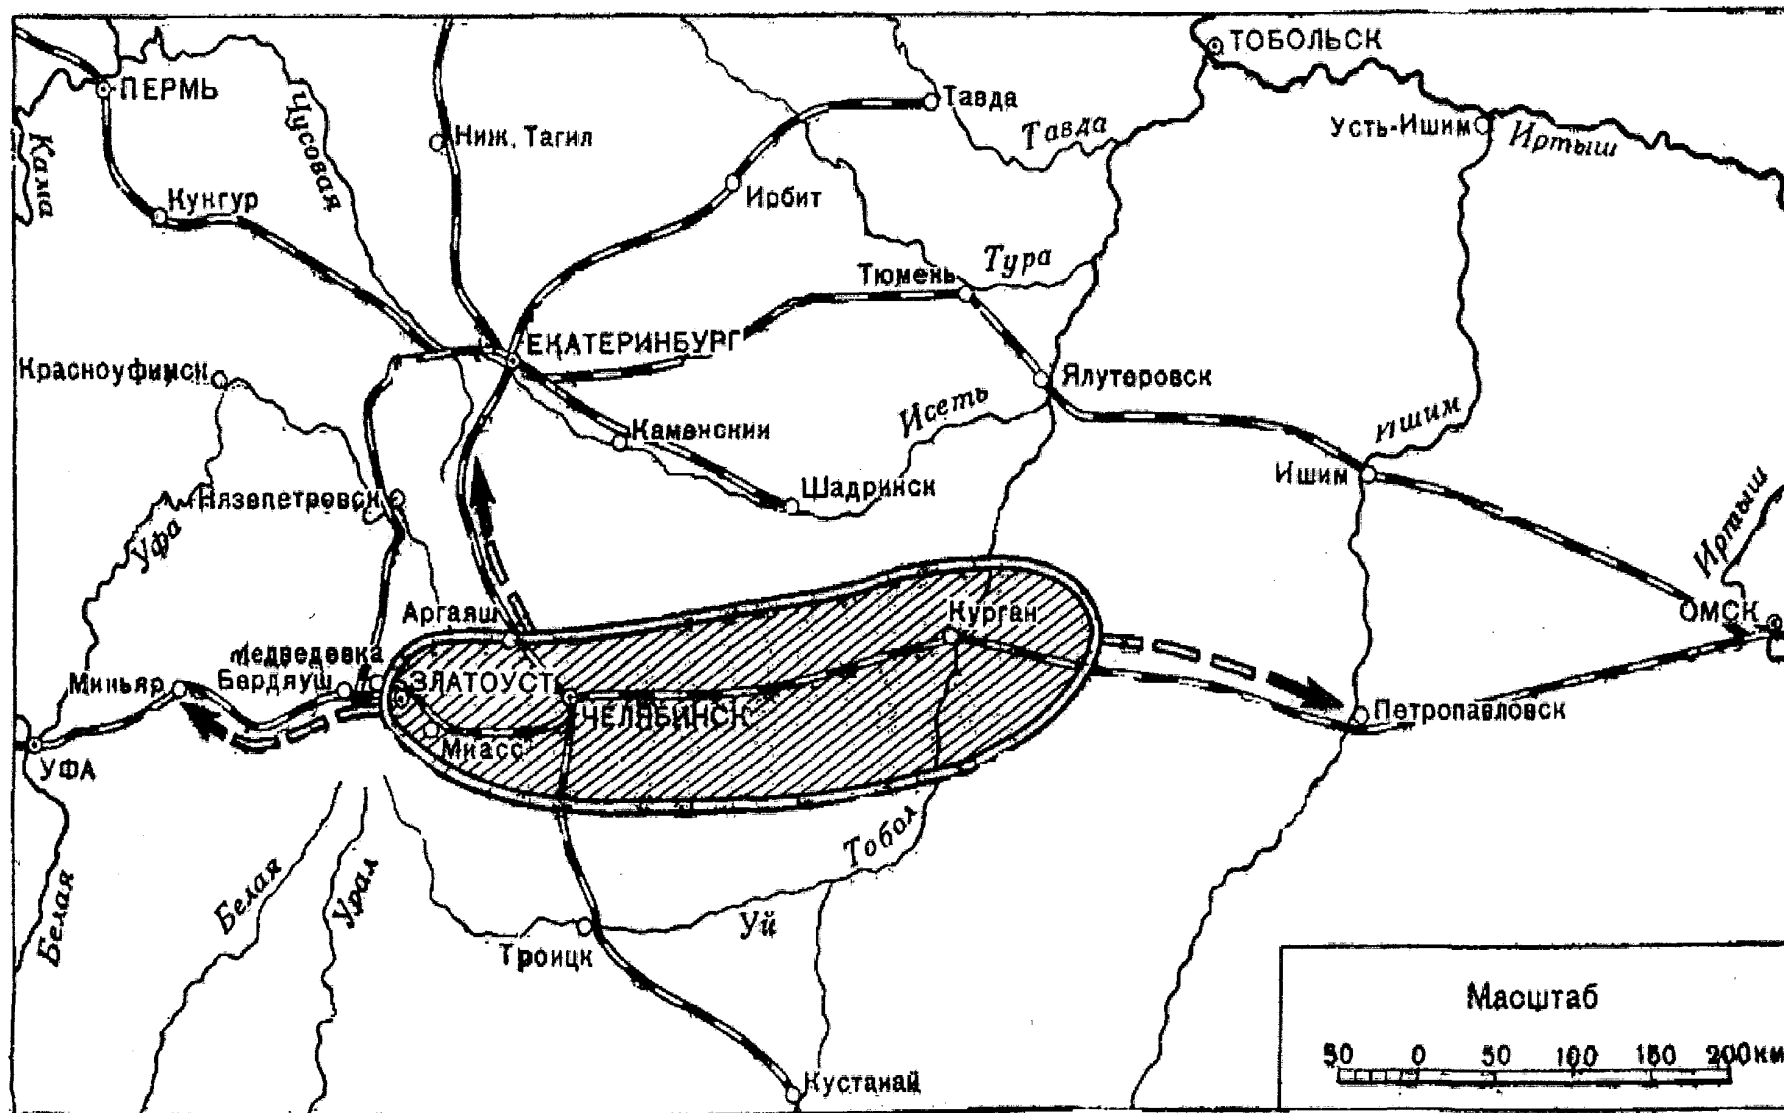 ТОБОЛЬСК
ПЕРМЬ
Тавда
Чусовая
Ниж. Тагил
Тавда
Усть-Ишим
Иртыш
Кама
Кунгур
Ирбит
Тура
Тюмень
ЕКАТЕРИНБУРГ
Красноуфимск
Ялуторовск
Исеть
Ишим
Каменский
Ишим
Шадринск
Нязепетровск
Иртыш
Уфа
Аргаяш
Курган
ОМСК
Медведевка
Миньяр
Бердяуш
ЗЛАТОУСТ
ЧЕЛЯБИНСК
Петропавловск
Миасс
УФА
Тобол
Белая
Белая
Урал
Уй
Троицк
Масштаб
50 0 50 100 150 200км
Кустанай